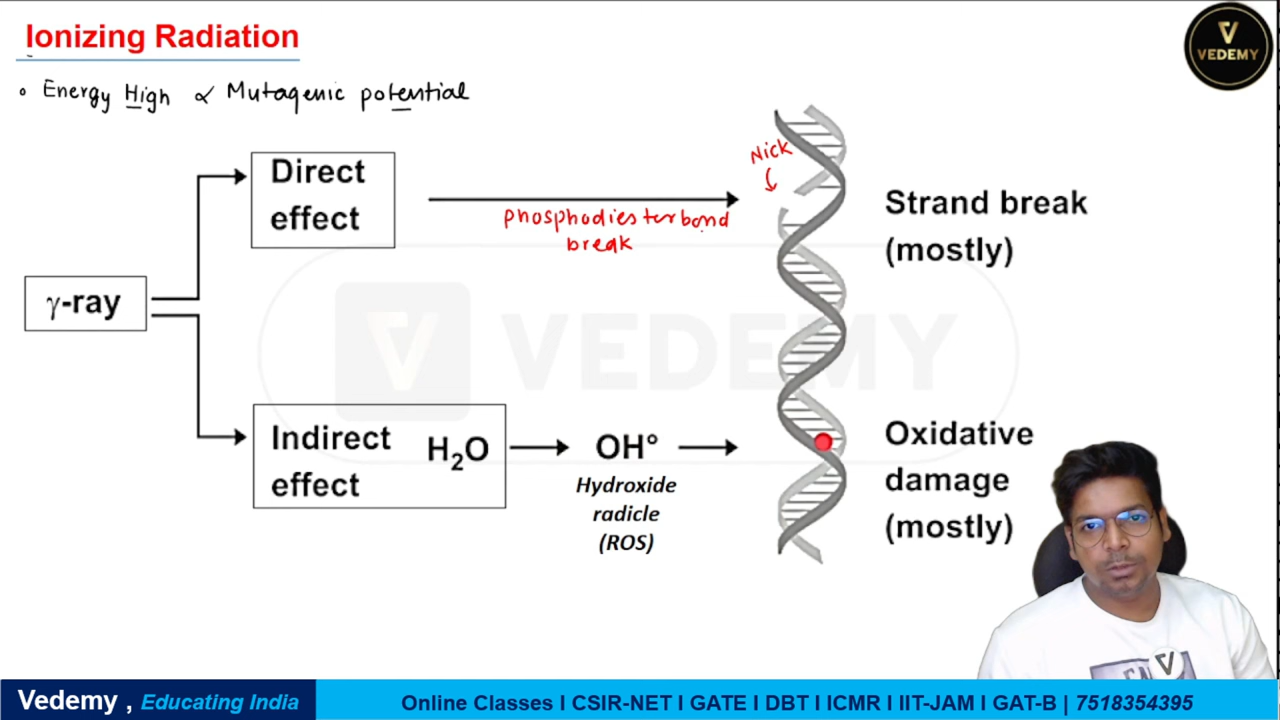 Ionizing Radiation
V
VEDEMY
• Energy High ∝ Mutagenic potential
Direct
effect
Nick
Phosphodiester bond
break
Strand break
(mostly)
γ-ray
VEDEMY
Indirect
effect
H₂O
OH°
Hydroxide
radicle
(ROS)
Oxidative
damage
(mostly)
Vedemy , Educating India
Online Classes I CSIR-NET I GATE I DBT I ICMR I IIT-JAM I GAT-B | 7518354395